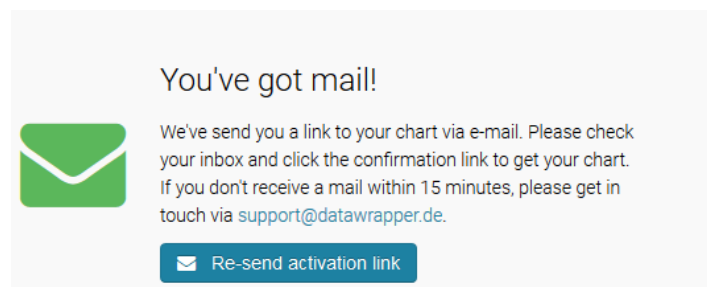 You've got mail!
We've send you a link to your chart via e-mail. Please check
your inbox and click the confirmation link to get your chart.
If you don't receive a mail within 15 minutes, please get in
touch via support@datawrapper.de.
Re-send activation link